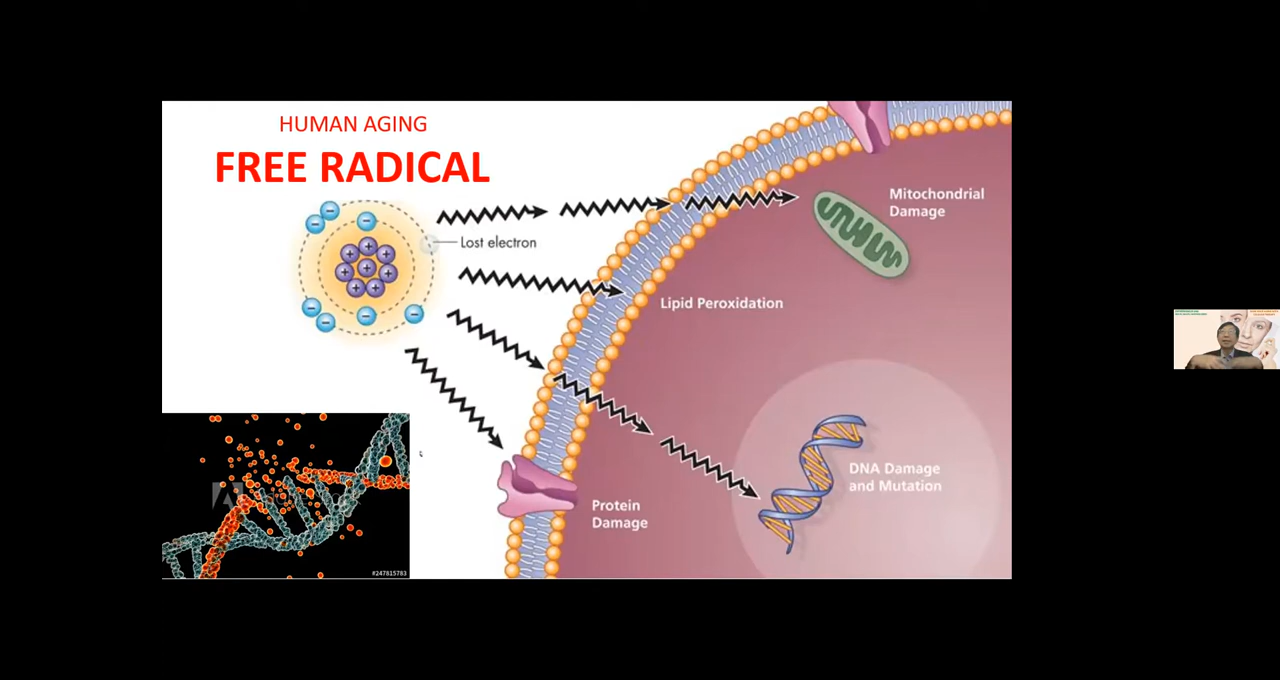 HUMAN AGING
FREE RADICAL
Lost electron
Mitochondrial
Damage
Lipid Peroxidation
DNA Damage
and Mutation
Protein
Damage
#247815783